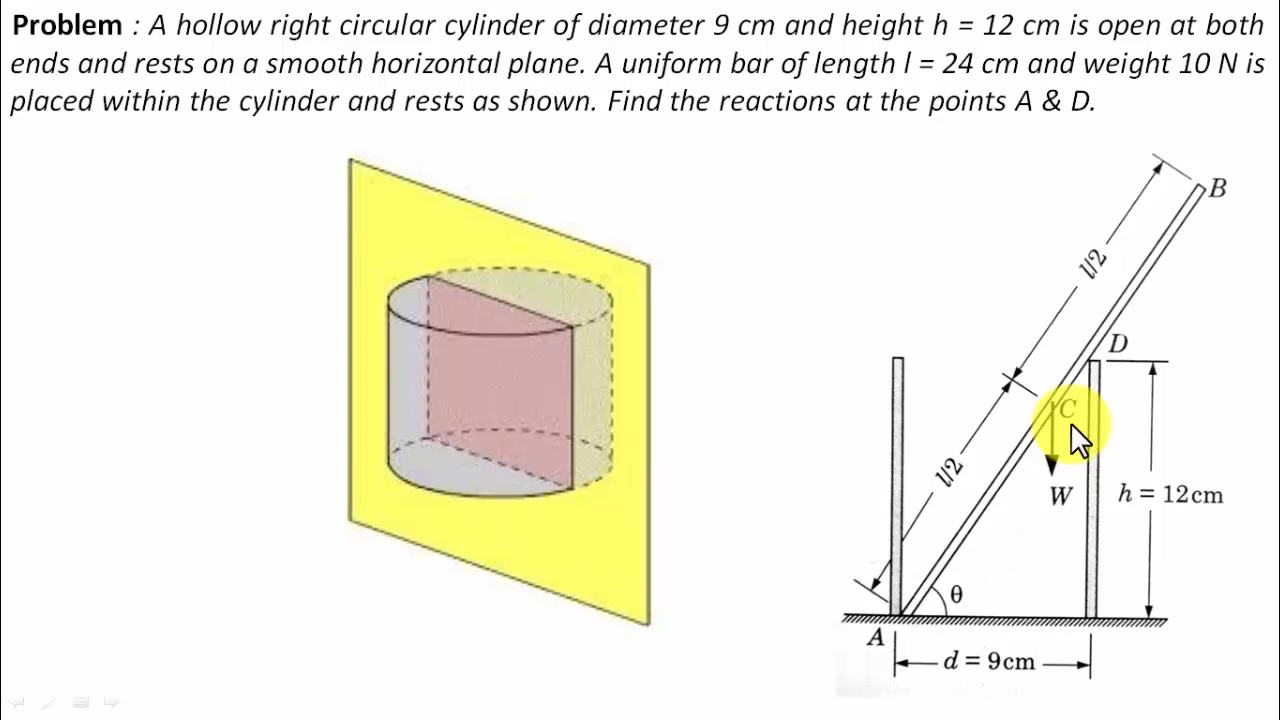 Problem : A hollow right circular cylinder of diameter 9 cm and height h = 12 cm is open at both
ends and rests on a smooth horizontal plane. A uniform bar of length l = 24 cm and weight 10 N is
placed within the cylinder and rests as shown. Find the reactions at the points A & D.
B
l/2
D
C
l/2
W
h = 12cm
θ
A
d = 9cm